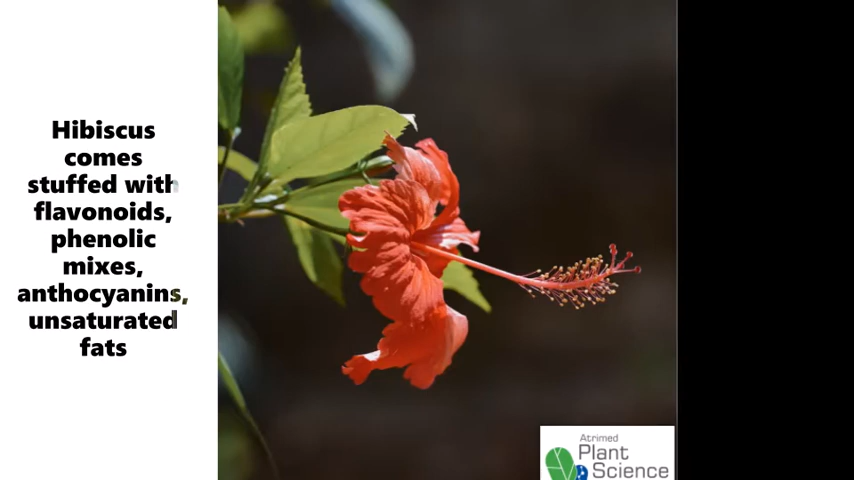 Hibiscus
comes
stuffed with
flavonoids,
phenolic
mixes,
anthocyanins,
unsaturated
fats
Atrimed
Plant
Science